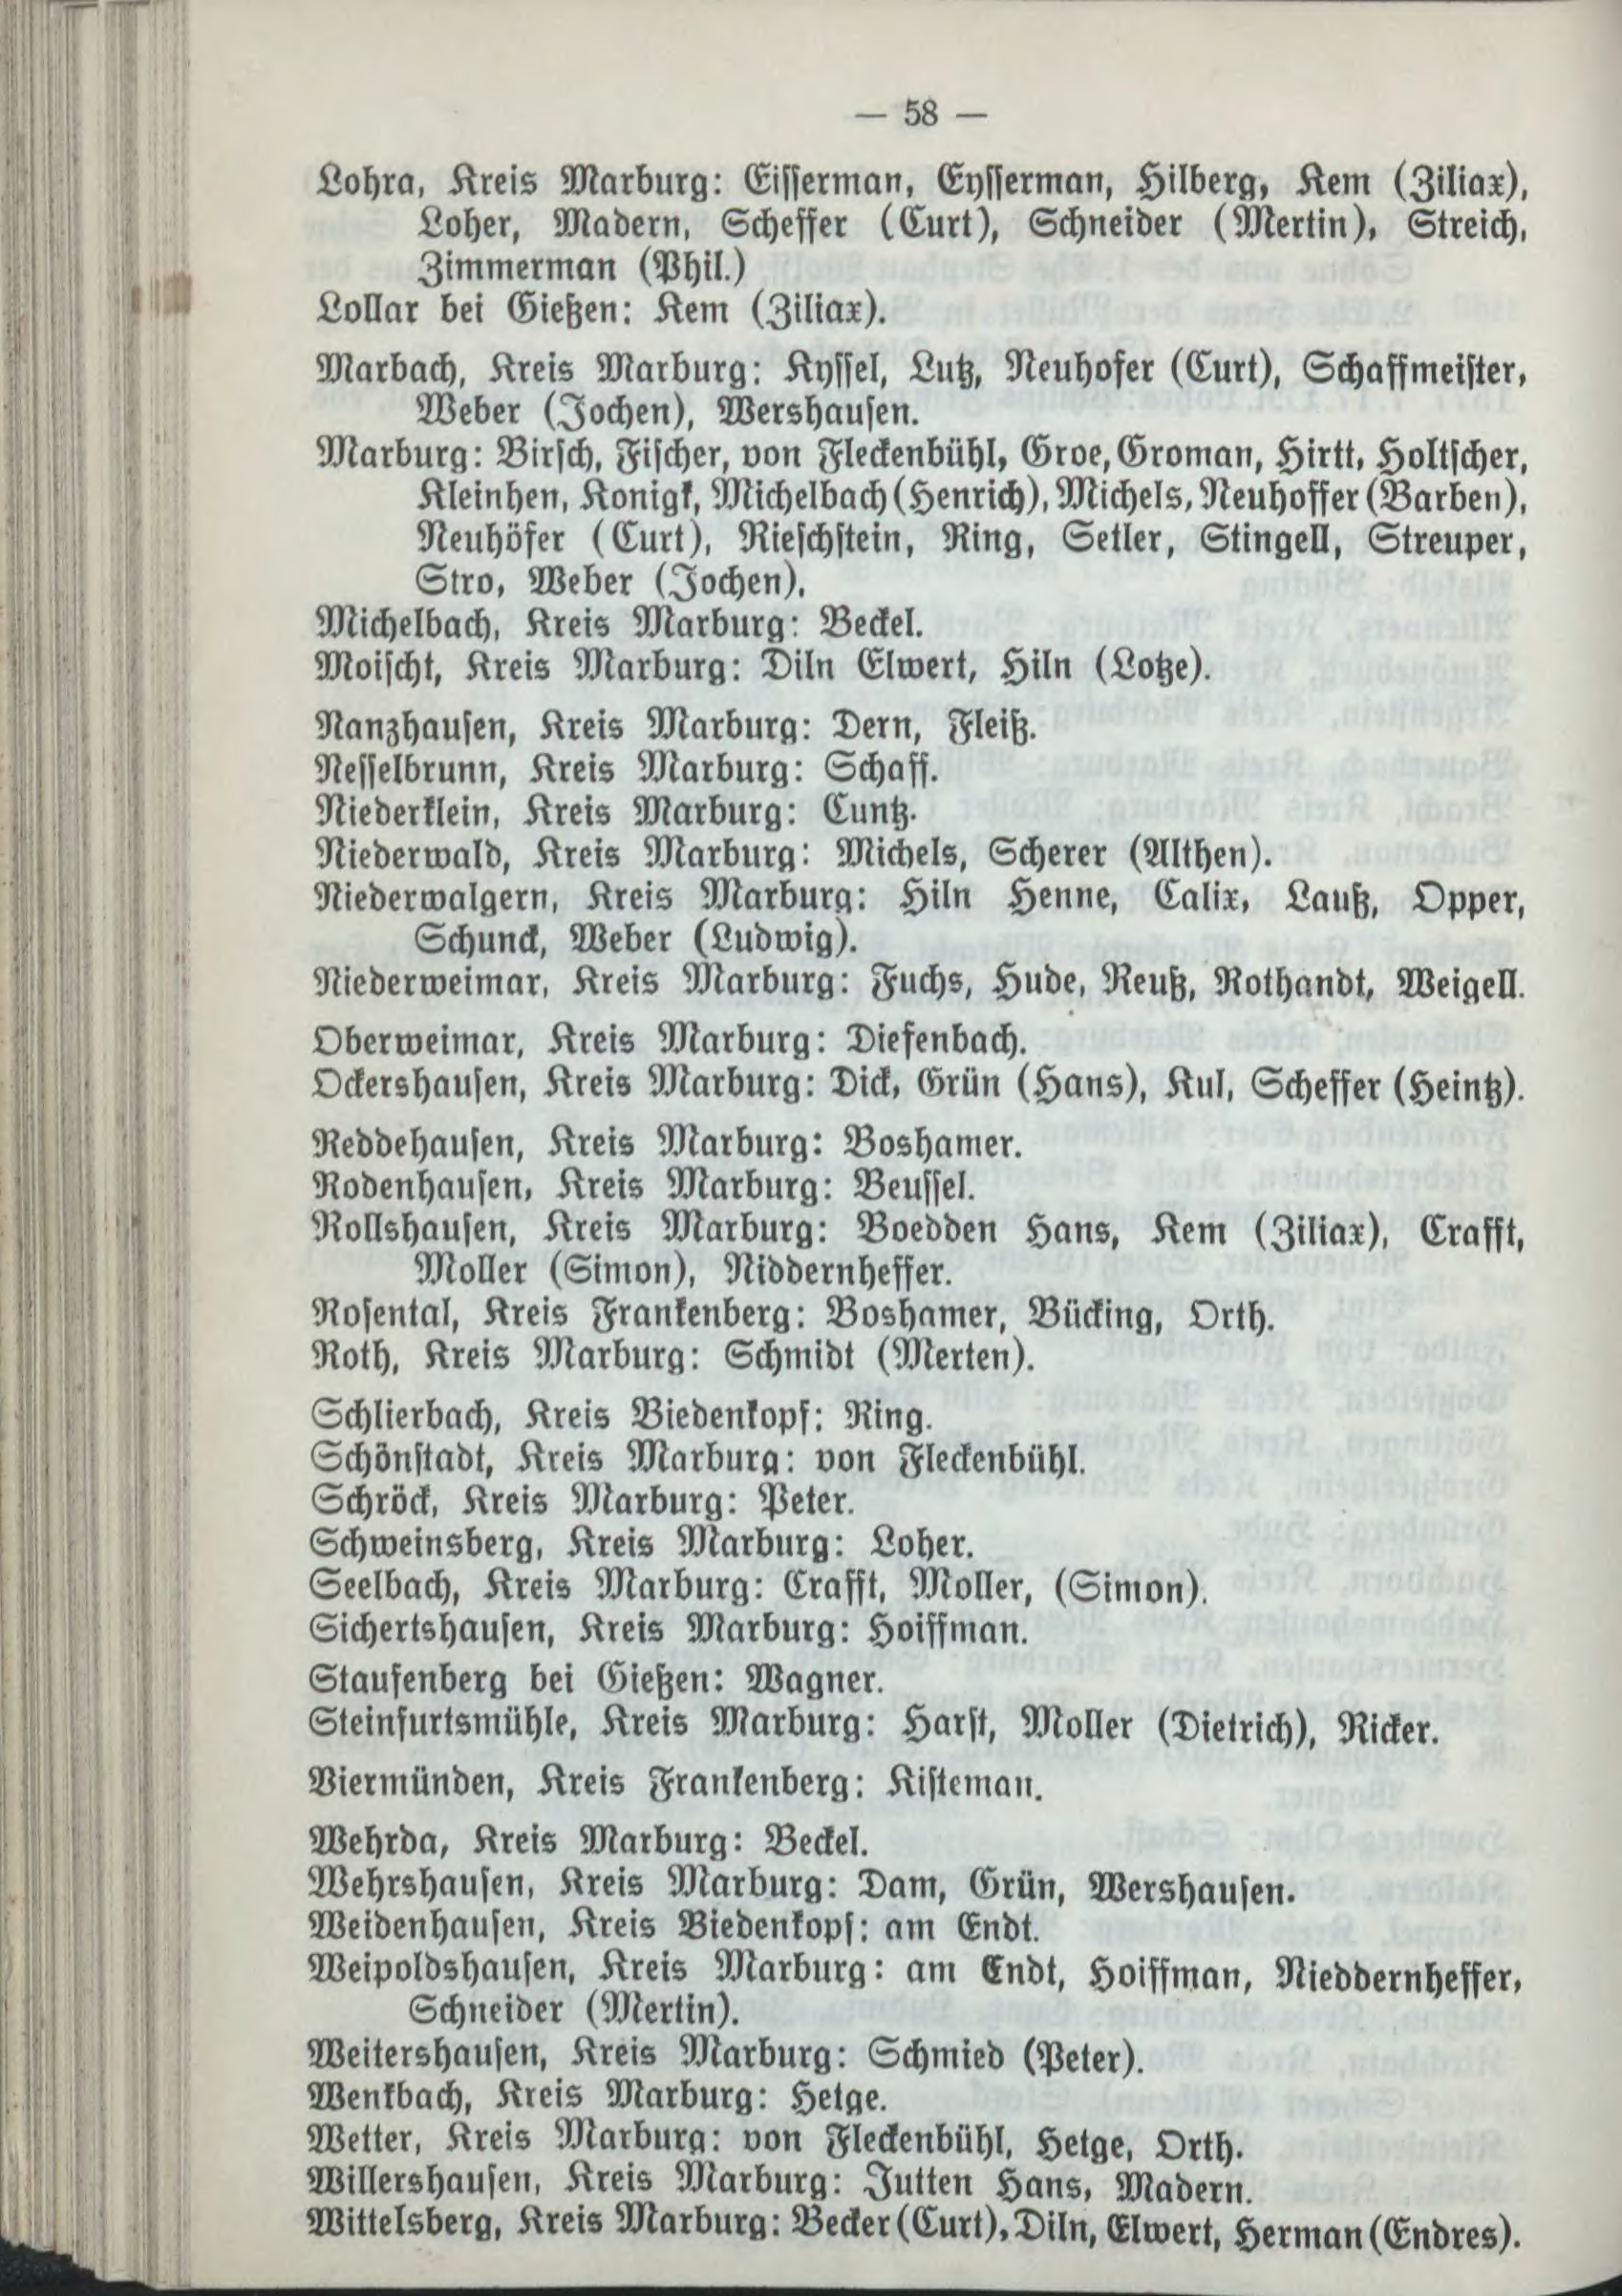 — 58 —
Lohra, Kreis Marburg: Eisserman, Eysserman, Hilberg, Kem (Ziliax),
Loher, Madern, Scheffer (Curt), Schneider (Mertin), Streich,
Zimmerman (Phil.)
Lollar bei Gießen: Kem (Ziliax).
Marbach, Kreis Marburg: Kyssel, Lutz, Neuhofer (Curt), Schaffmeister,
Weber (Jochen), Wershausen.
Marburg: Birsch, Fischer, von Fleckenbühl, Groe, Groman, Hirtt, Holtscher,
Kleinhen, Konigk, Michelbach (Henrich), Michels, Neuhoffer (Barben),
Neuhöfer (Curt), Rieschstein, Ring, Setler, Stingell, Streuper,
Stro, Weber (Jochen).
Michelbach, Kreis Marburg: Beckel.
Moischt, Kreis Marburg: Diln Elwert, Hiln (Lotze).
Nanzhausen, Kreis Marburg: Dern, Fleiß.
Nesselbrunn, Kreis Marburg: Schaff.
Niederklein, Kreis Marburg: Cuntz.
Niederwald, Kreis Marburg: Michels, Scherer (Althen).
Niederwalgern, Kreis Marburg: Hiln Henne, Calix, Lauß, Opper,
Schunck, Weber (Ludwig).
Niederweimar, Kreis Marburg: Fuchs, Hude, Reuß, Rothandt, Weigell.
Oberweimar, Kreis Marburg: Diefenbach.
Ockershausen, Kreis Marburg: Dick, Grün (Hans), Kul, Scheffer (Heintz).
Reddehausen, Kreis Marburg: Boshamer.
Rodenhausen, Kreis Marburg: Beussel.
Rollshausen, Kreis Marburg: Boedden Hans, Kem (Ziliax), Crafft,
Moller (Simon), Niddernheffer.
Rosental, Kreis Frankenberg: Boshamer, Bücking, Orth.
Roth, Kreis Marburg: Schmidt (Merten).
Schlierbach, Kreis Biedenkopf: Ring.
Schönstadt, Kreis Marburg: von Fleckenbühl.
Schröck, Kreis Marburg: Peter.
Schweinsberg, Kreis Marburg: Loher.
Seelbach, Kreis Marburg: Crafft, Moller, (Simon).
Sichertshausen, Kreis Marburg: Hoiffman.
Staufenberg bei Gießen: Wagner.
Steinfurtsmühle, Kreis Marburg: Harst, Moller (Dietrich), Ricker.
Viermünden, Kreis Frankenberg: Kisteman.
Wehrda, Kreis Marburg: Beckel.
Wehrshausen, Kreis Marburg: Dam, Grün, Wershausen.
Weidenhausen, Kreis Biedenkopf: am Endt.
Weipoldshausen, Kreis Marburg: am Endt, Hoiffman, Nieddernheffer,
Schneider (Mertin).
Weitershausen, Kreis Marburg: Schmied (Peter).
Wenkbach, Kreis Marburg: Hetge.
Wetter, Kreis Marburg: von Fleckenbühl, Hetge, Orth.
Willershausen, Kreis Marburg: Jutten Hans, Madern.
Wittelsberg, Kreis Marburg: Becker (Curt), Diln, Elwert, Herman (Endres).